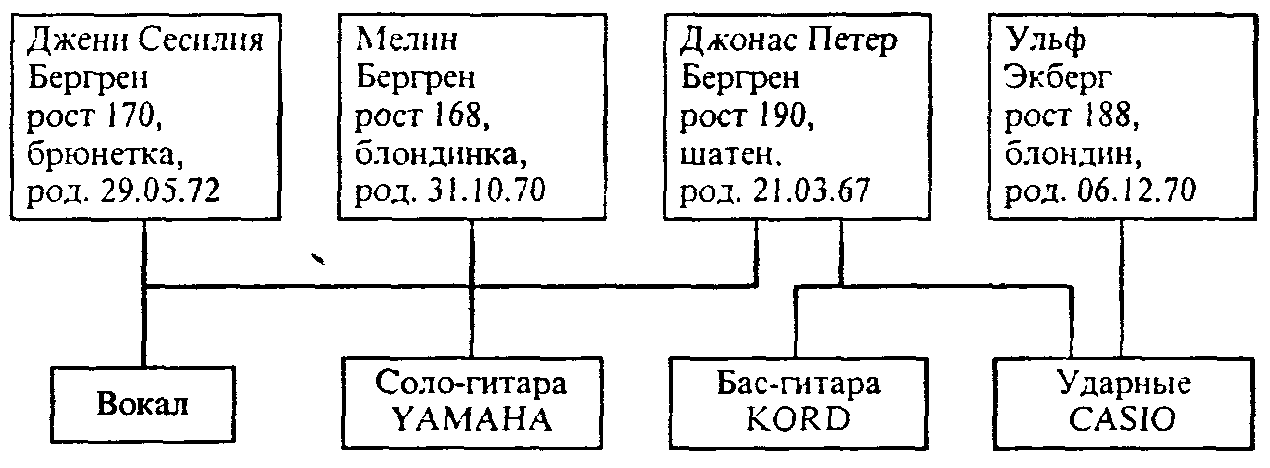 Джени Сесилия
Бергрен
рост 170,
брюнетка,
род. 29.05.72
Мелин
Бергрен
рост 168,
блондинка,
род. 31.10.70
Джонас Петер
Бергрен
рост 190,
шатен.
род. 21.03.67
Ульф
Экберг
рост 188,
блондин,
род. 06.12.70
Вокал
Соло-гитара
YAMAHA
Бас-гитара
KORD
Ударные
CASIO